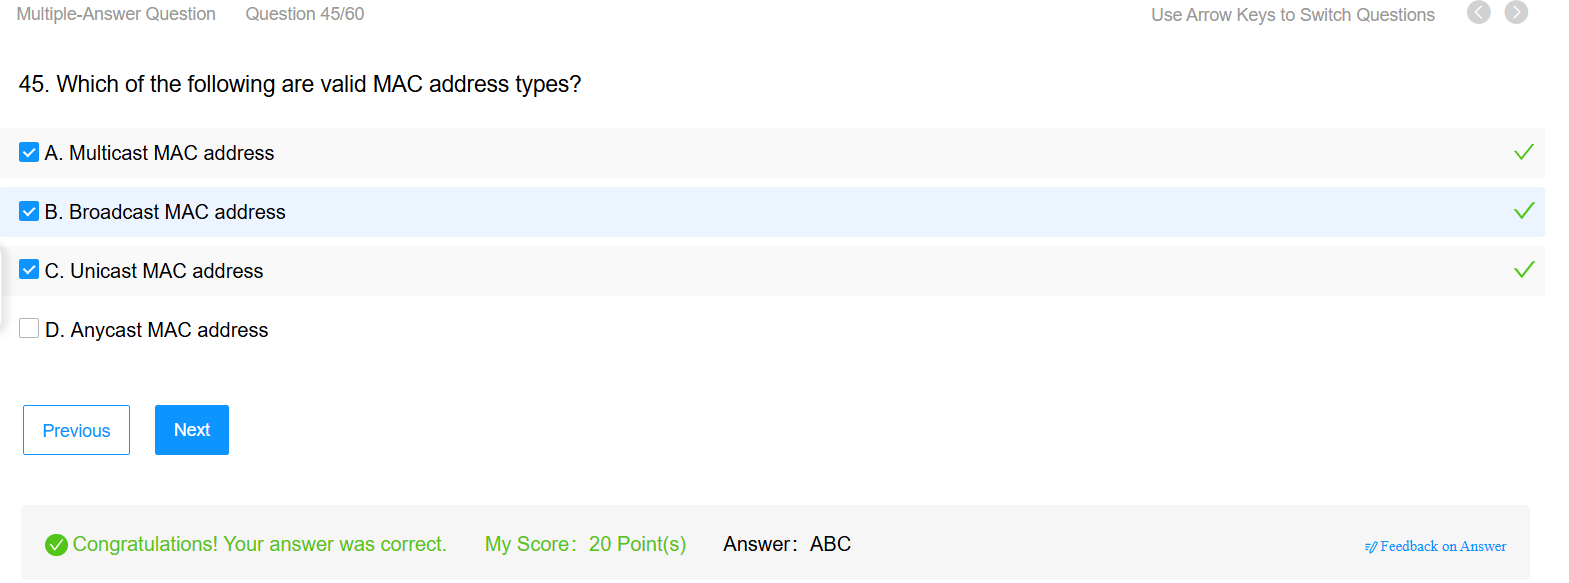 Multiple-Answer Question Question 45/60 Use Arrow Keys to Switch Questions
45. Which of the following are valid MAC address types?
A. Multicast MAC address
B. Broadcast MAC address
C. Unicast MAC address
D. Anycast MAC address
Previous Next
Congratulations! Your answer was correct. My Score: 20 Point(s) Answer: ABC Feedback on Answer